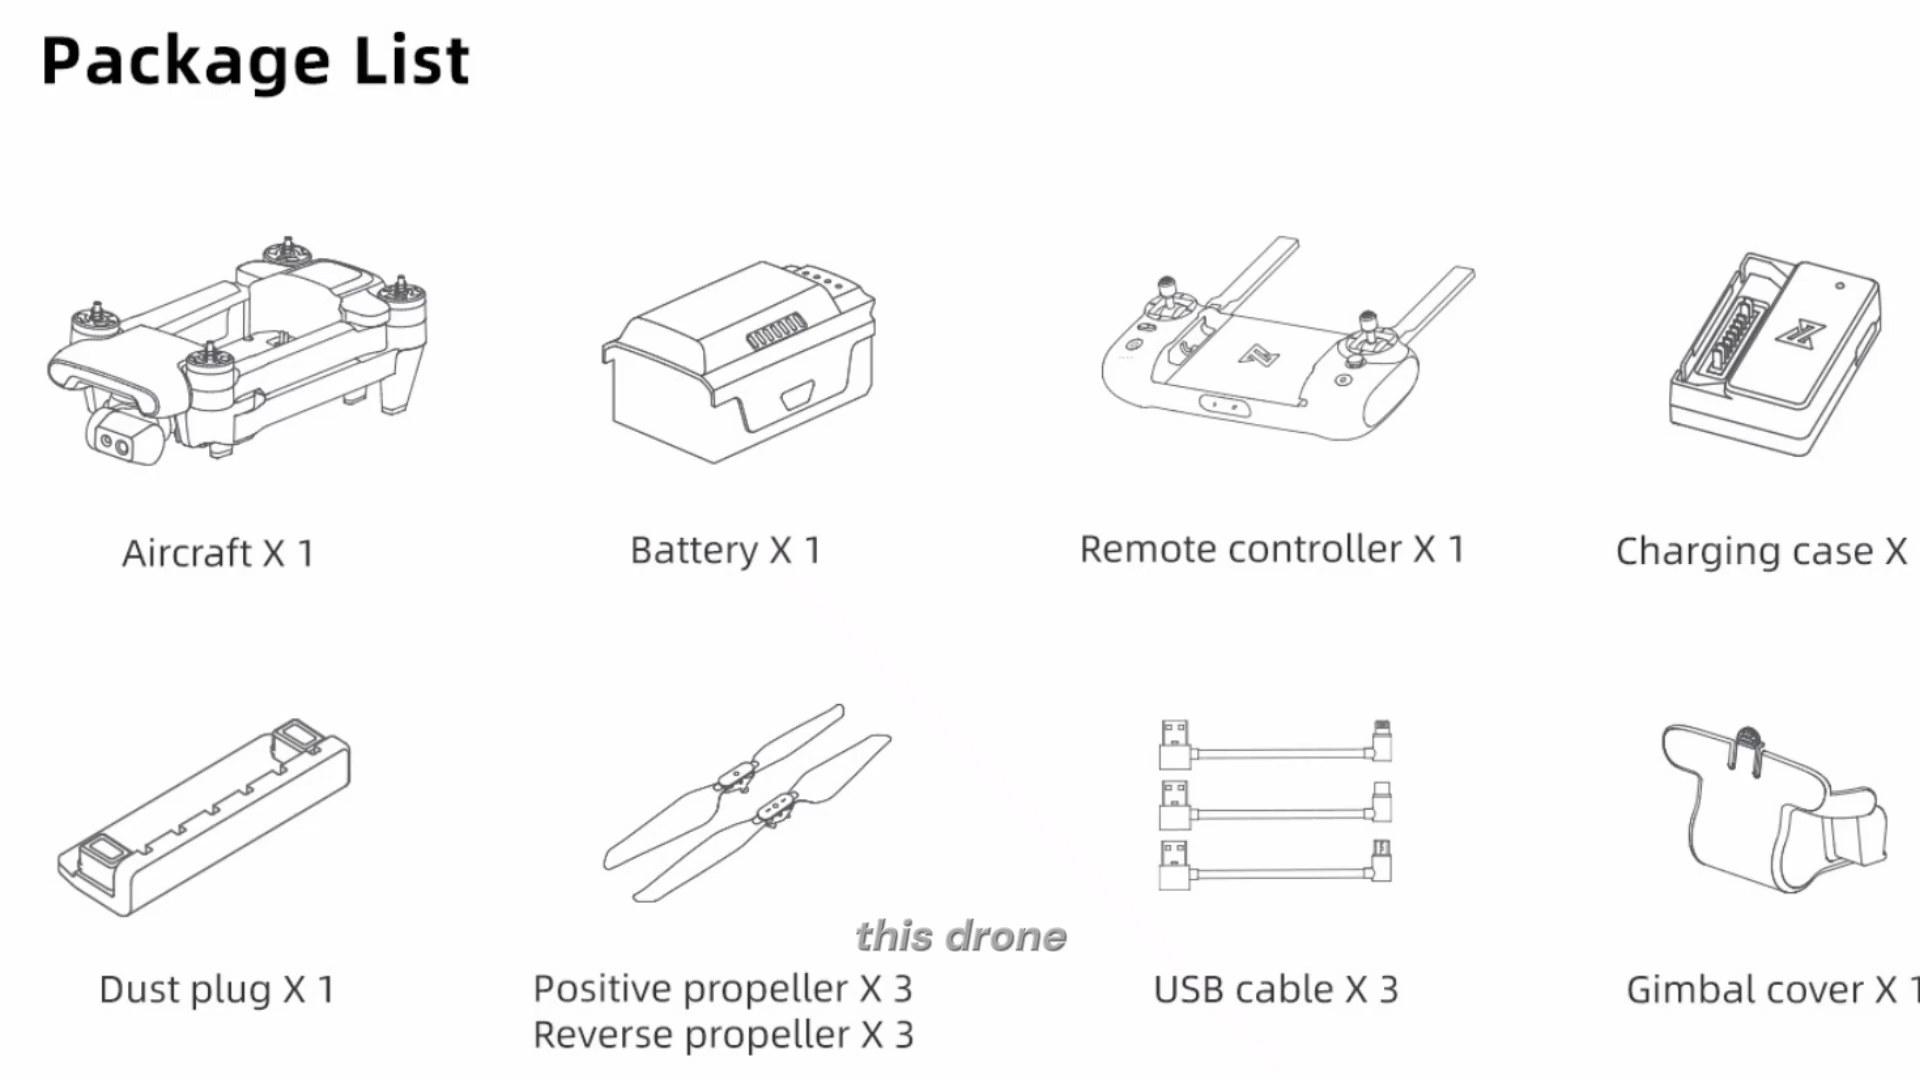 Package List
Aircraft X 1
Battery X 1
Remote controller X 1
Charging case X
Dust plug X 1
Positive propeller X 3
Reverse propeller X 3
USB cable X 3
Gimbal cover X 1
this drone